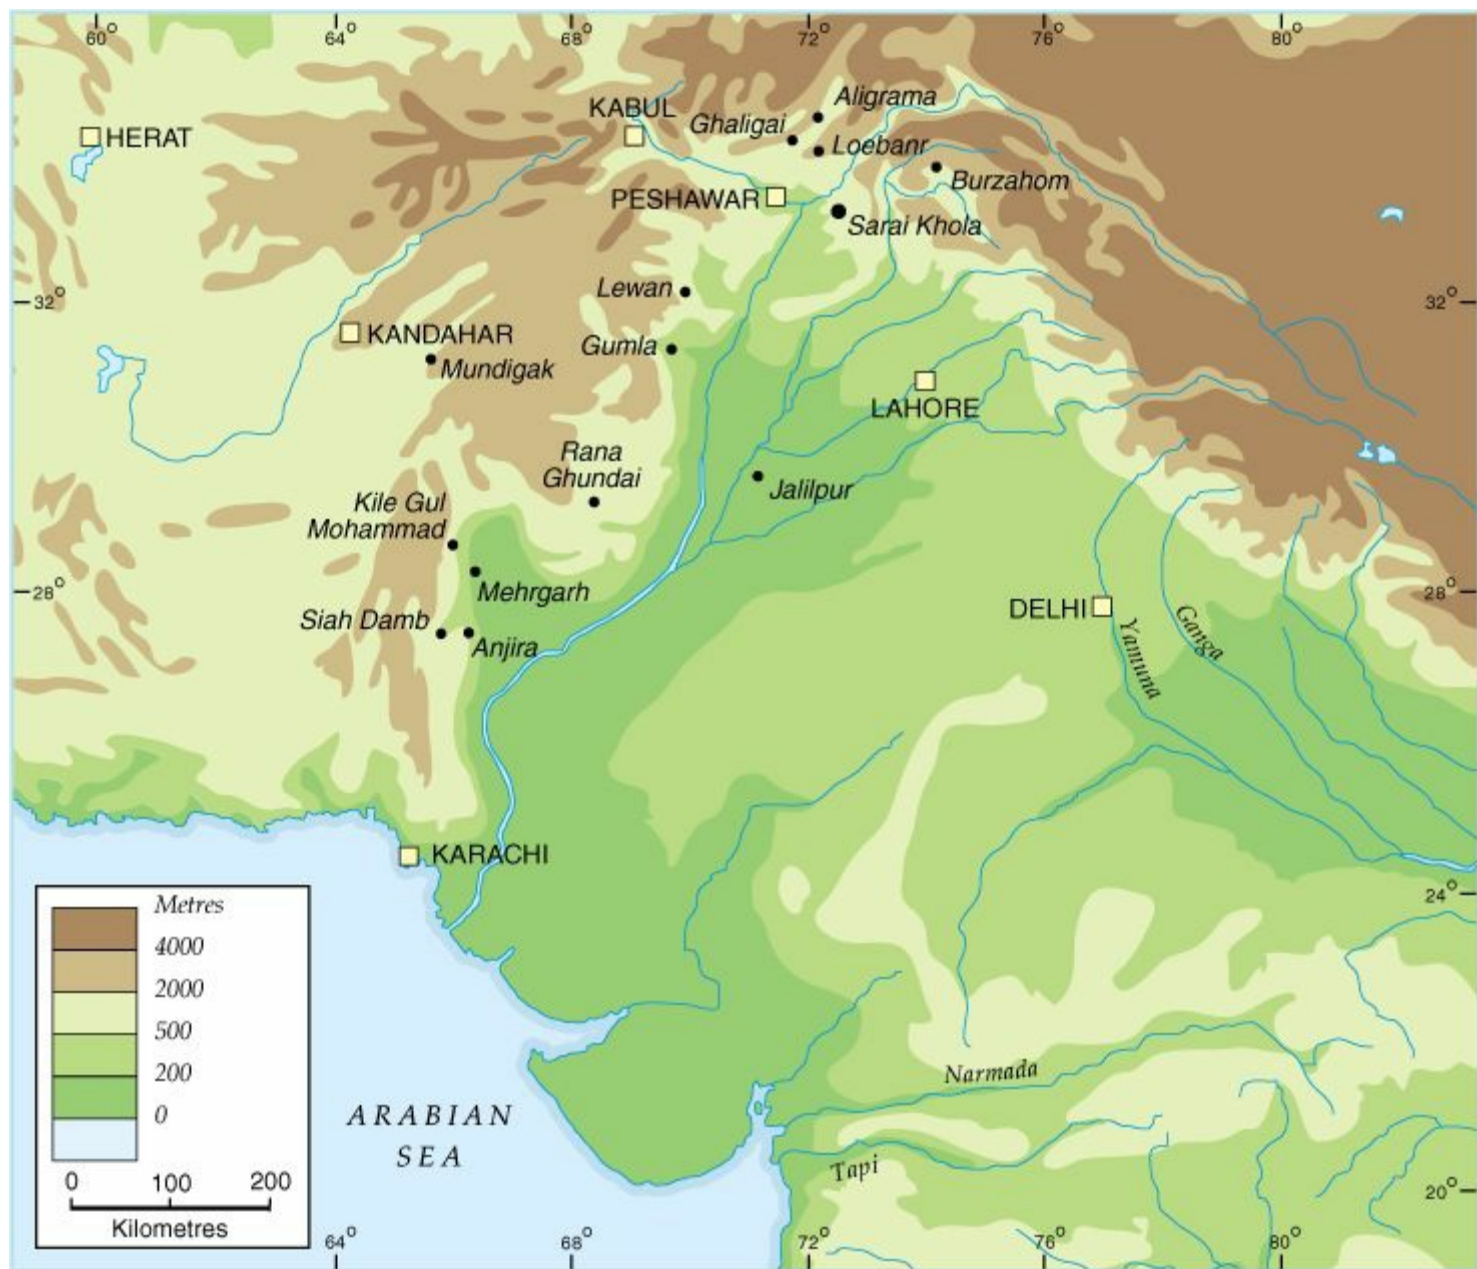 60°
64°
68°
72°
76°
80°
HERAT
KABUL
Aligrama
Ghaligai
Loebanr
Burzahom
PESHAWAR
Sarai Khola
Lewan
32°
32°
KANDAHAR
Mundigak
Gumla
LAHORE
Rana
Ghundai
Jalilpur
Kile Gul
Mohammad
Mehrgarh
28°
28°
Siah Damb
Anjira
DELHI
Yamuna
Ganga
KARACHI
24°
Metres
4000
2000
500
200
0
0
100
200
Kilometres
ARABIAN
SEA
Narmada
Tapi
20°
64°
68°
72°
76°
80°